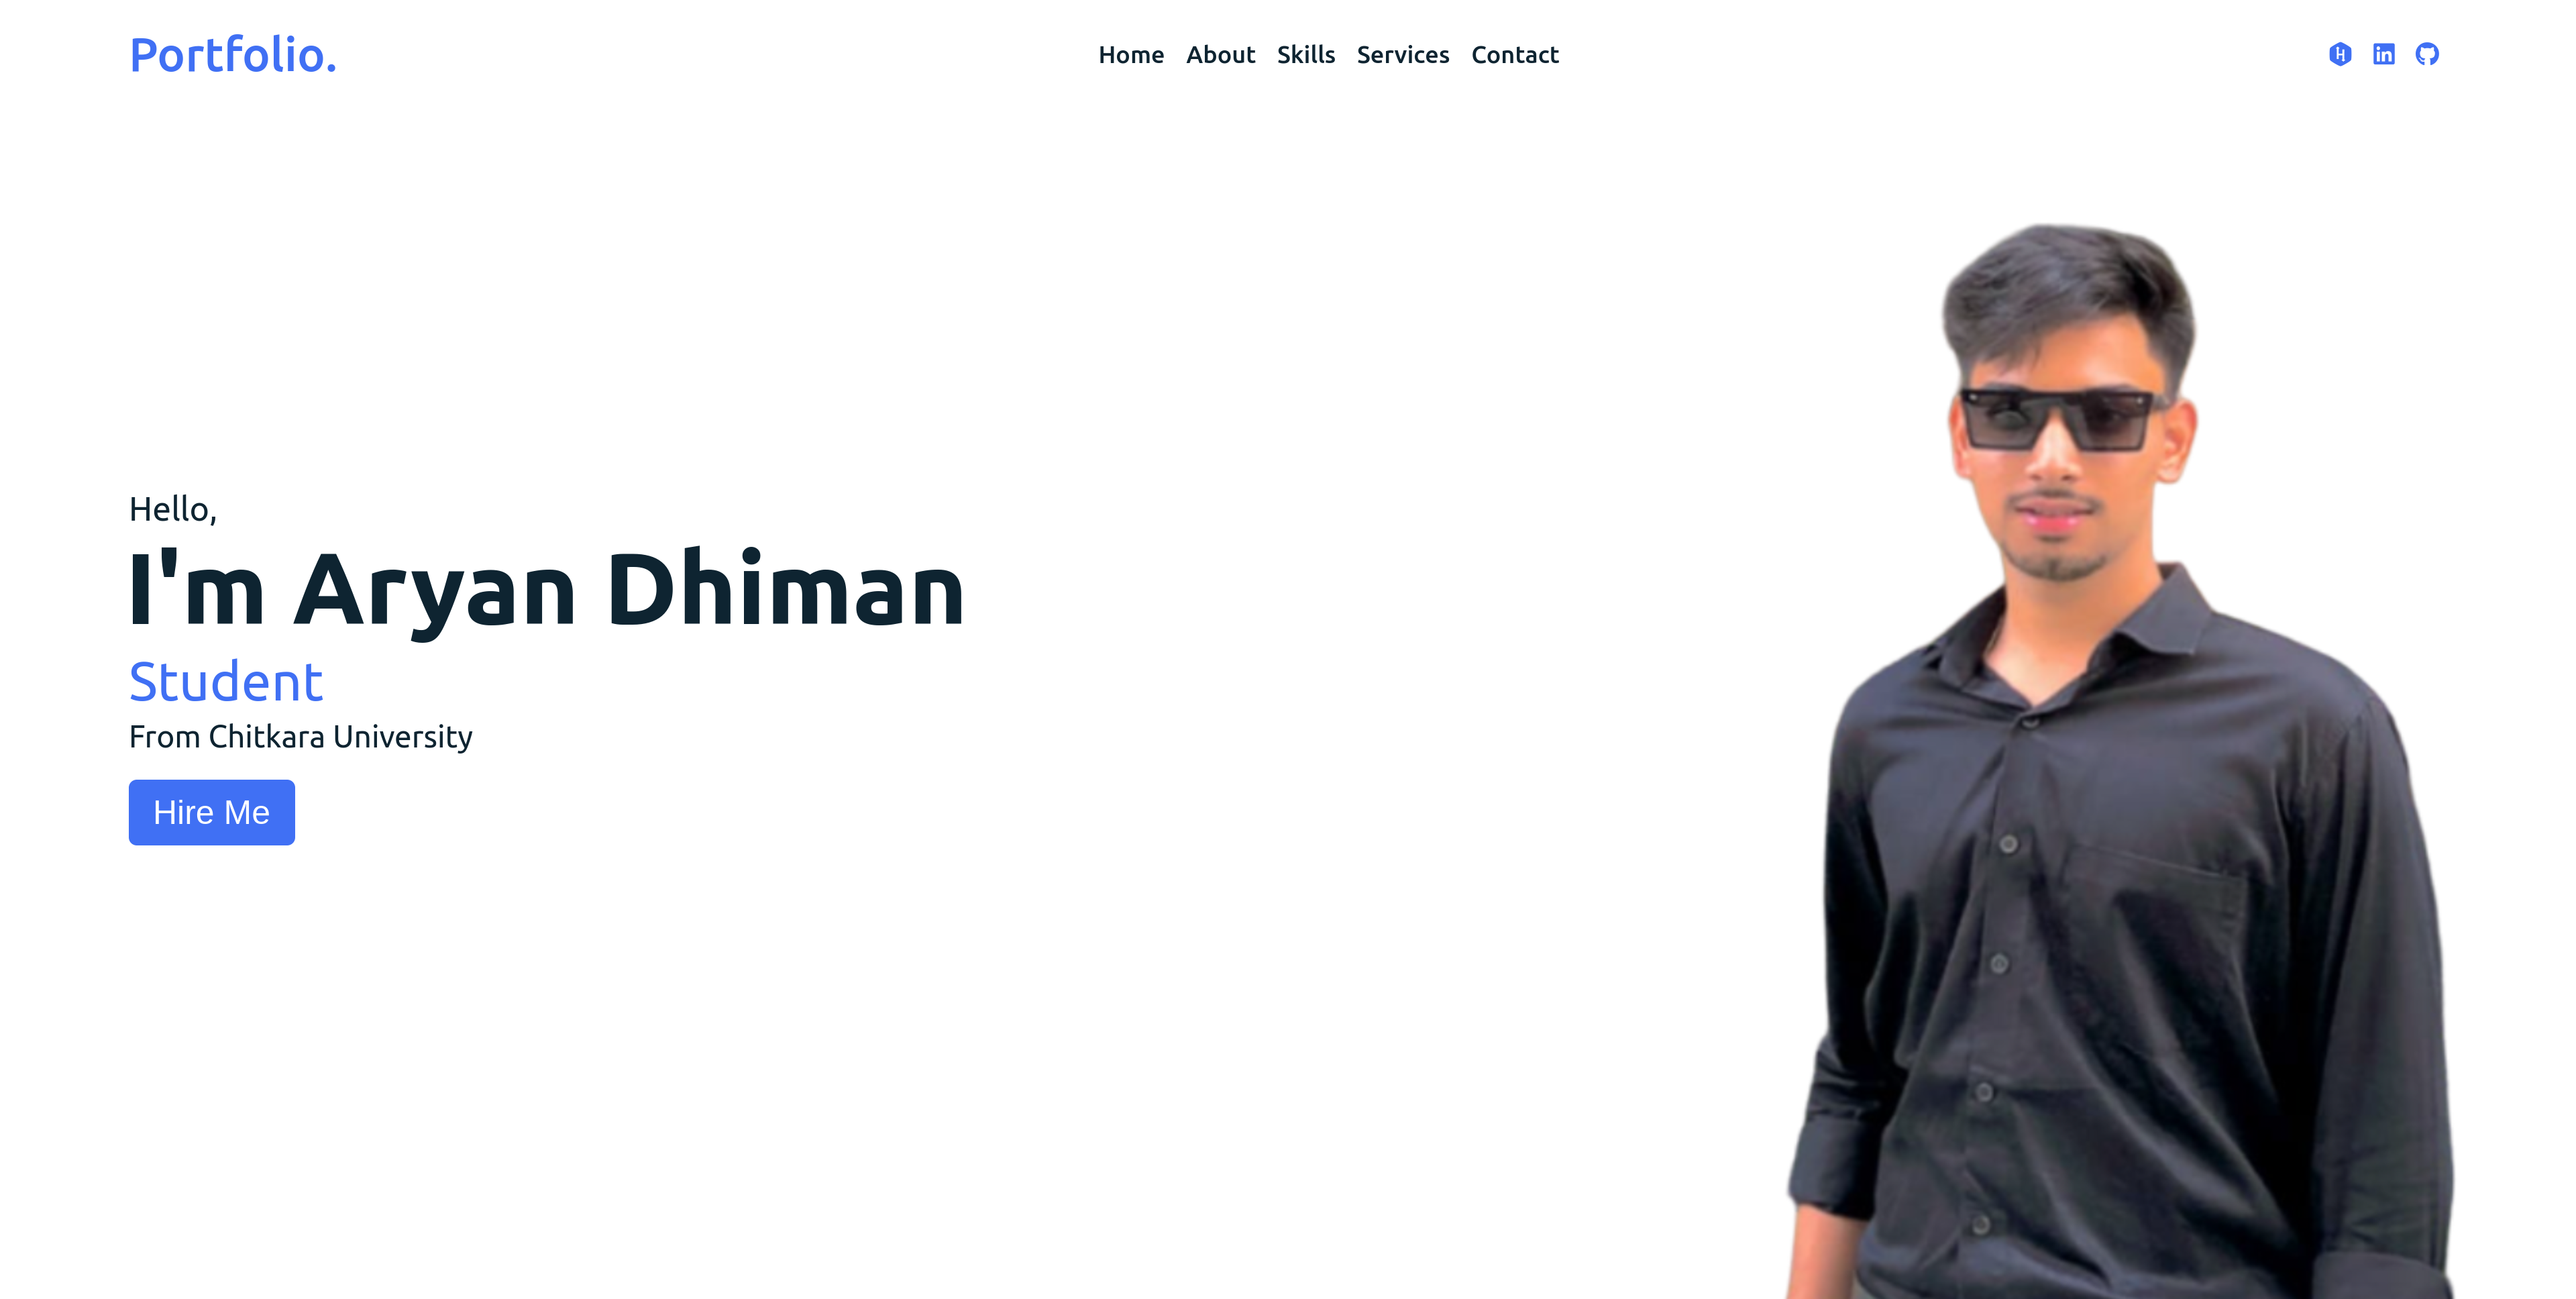 Portfolio.
Home About Skills Services Contact
Hello,
I'm Aryan Dhiman
Student
From Chitkara University
Hire Me